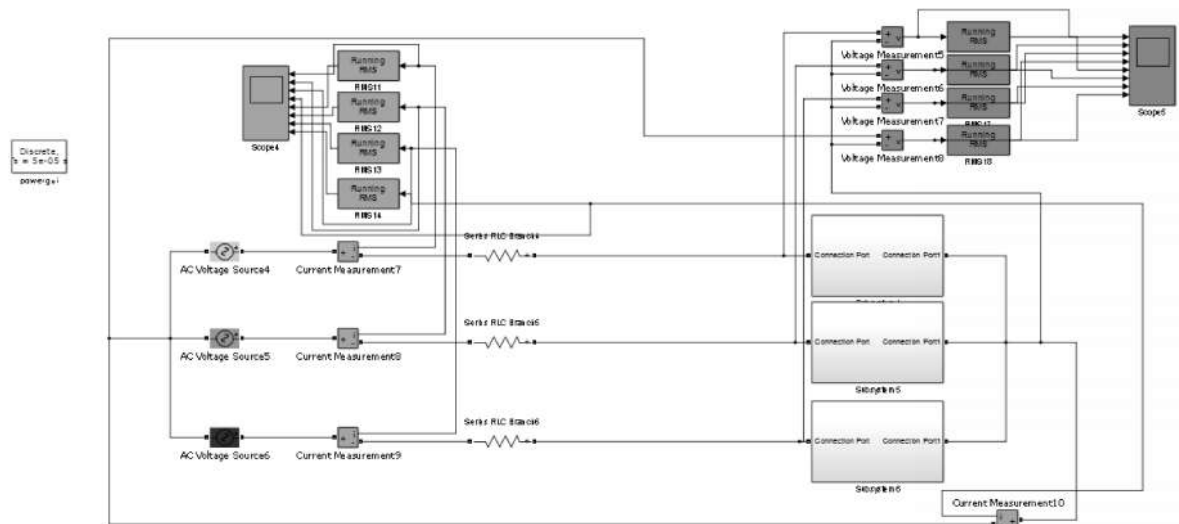 Voltage Measurement5
Running
RMS
Voltage Measurement6
Running
RMS
Voltage Measurement7
Running
RMS
Voltage Measurement8
Running
RMS
RMS18
Scope5
Running
RMS
RMS11
Running
RMS
RMS12
Running
RMS
RMS13
Running
RMS
RMS14
Scope4
Discrete,
s = 5e-05 s
powergui
AC Voltage Source4
Current Measurement7
Series RLC Branch4
Connection Port
Connection Port1
AC Voltage Source5
Current Measurement8
Series RLC Branch5
Connection Port
Connection Port1
Subsystem5
AC Voltage Source6
Current Measurement9
Series RLC Branch6
Connection Port
Connection Port1
Subsystem6
Current Measurement10